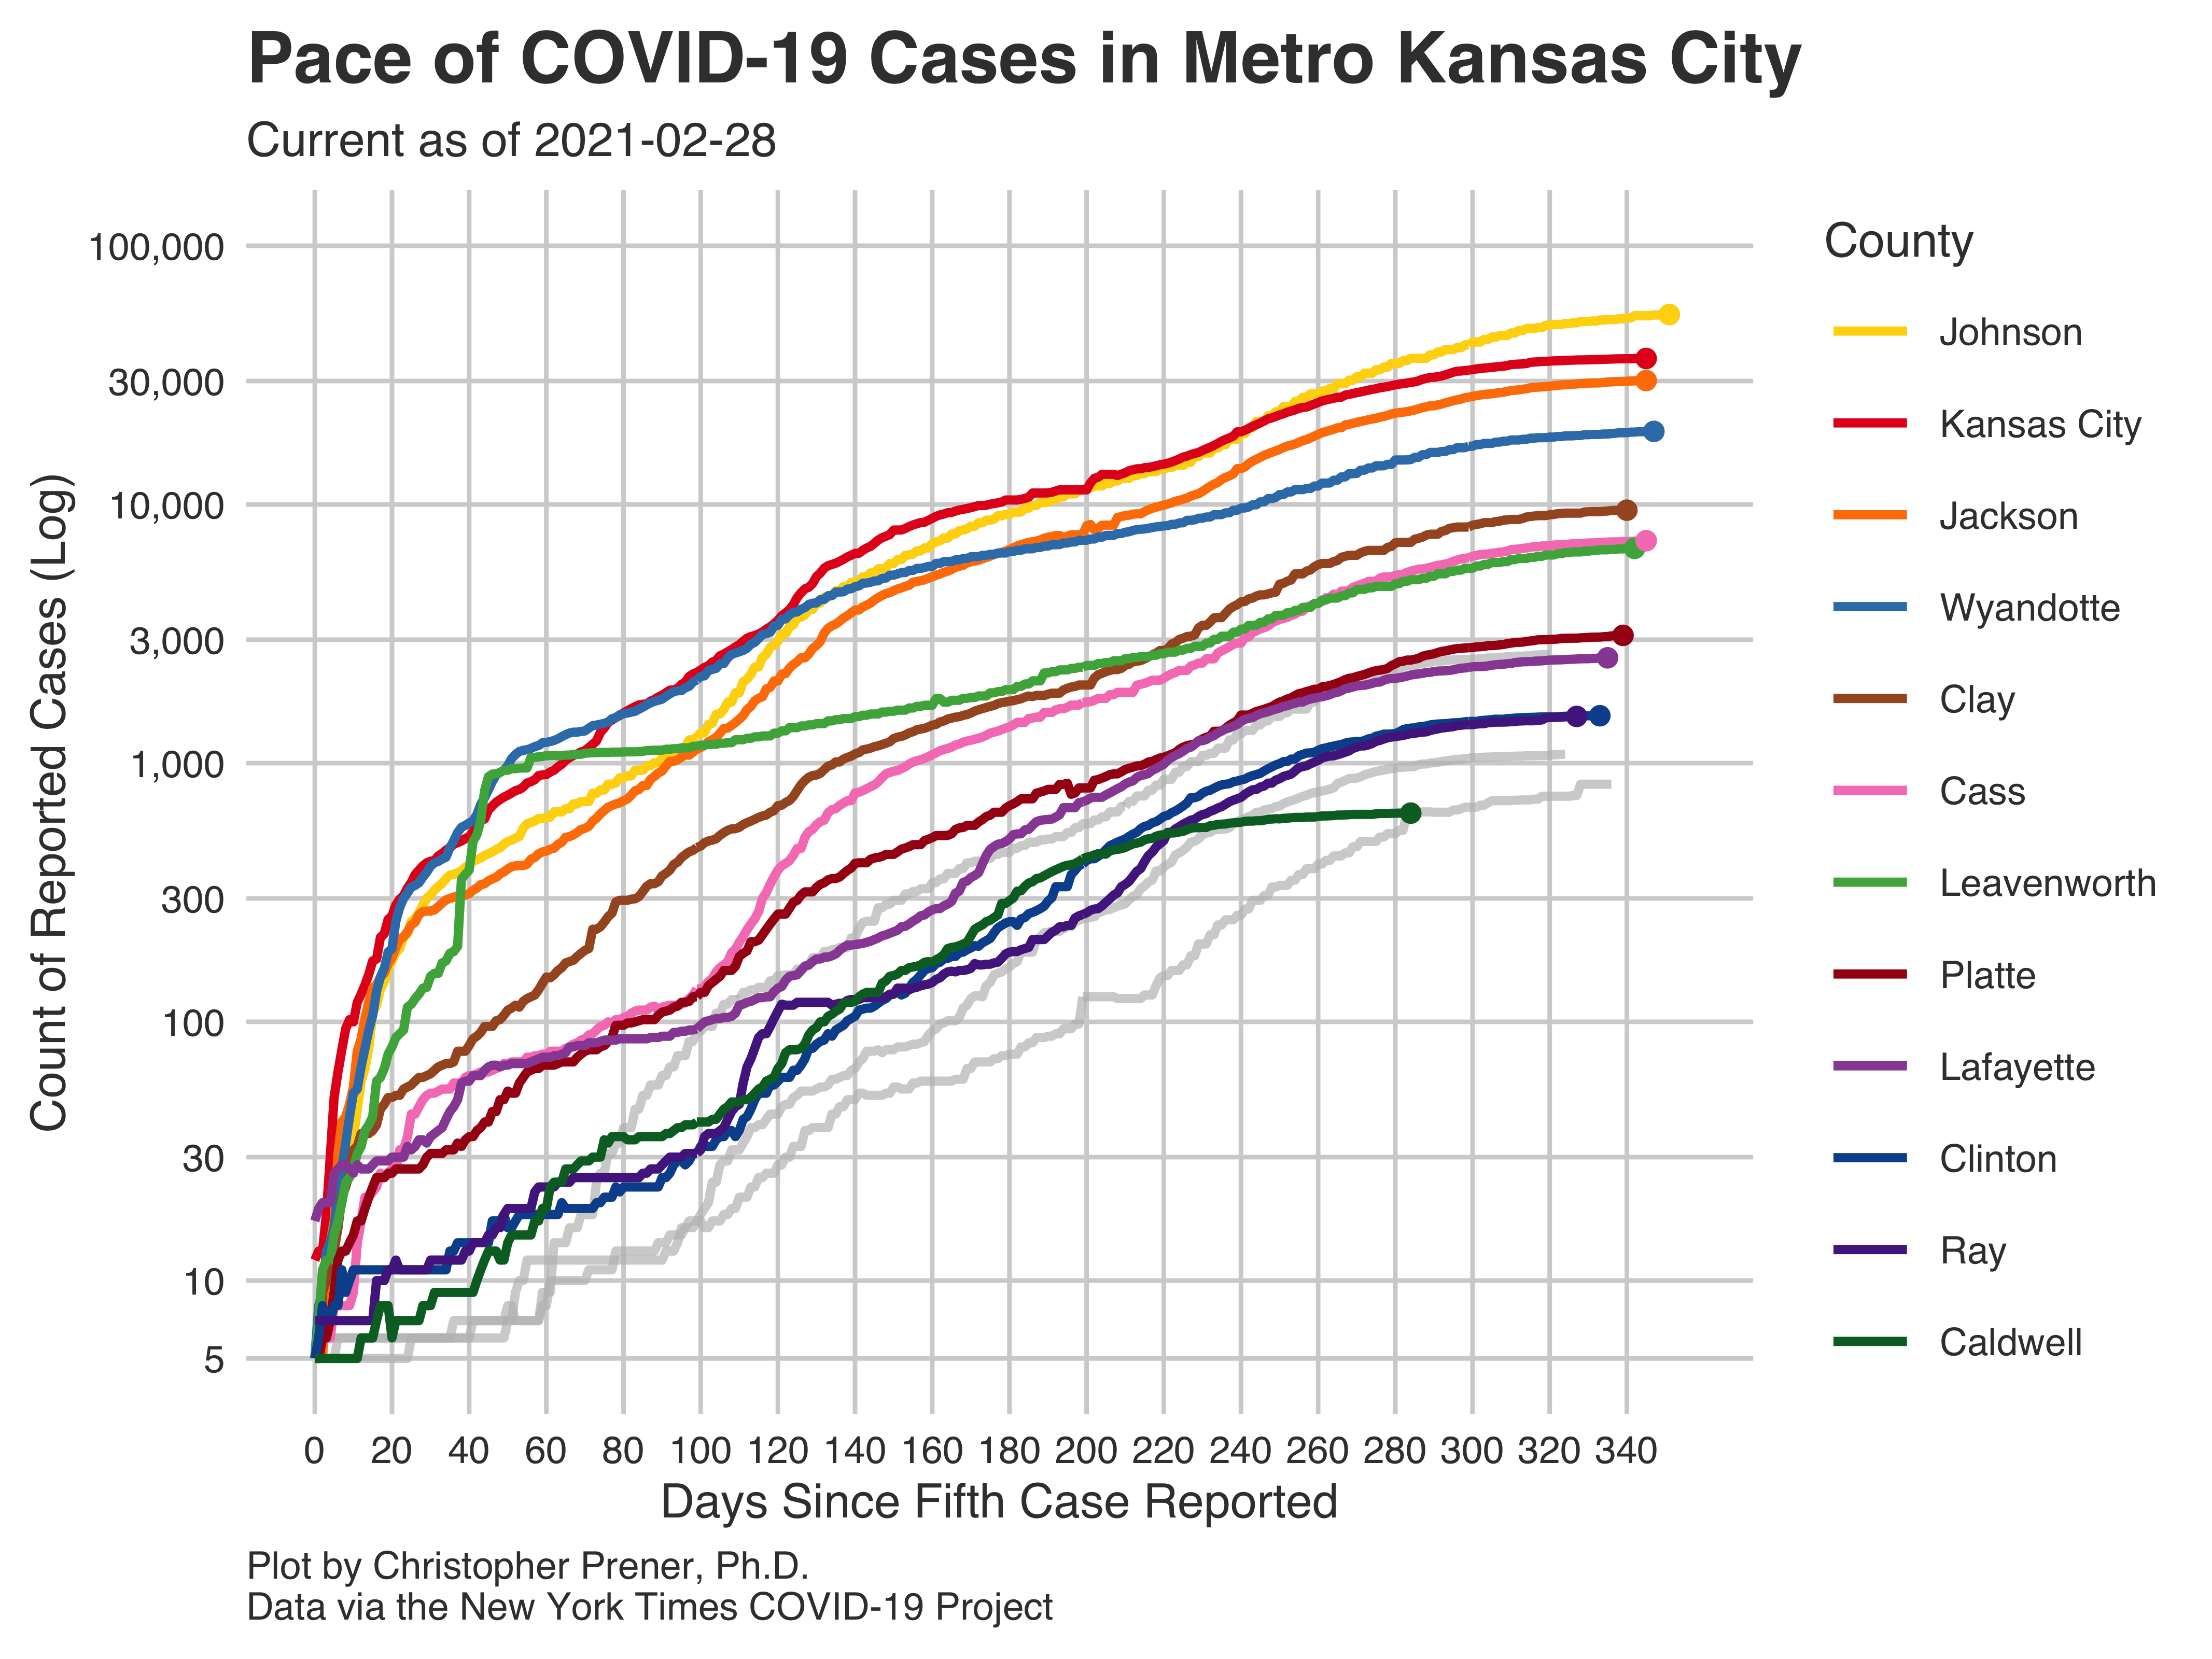 Pace of COVID-19 Cases in Metro Kansas City
Current as of 2021-02-28
Count of Reported Cases (Log)
100,000
30,000
10,000
3,000
1,000
300
100
30
10
5
0 20 40 60 80 100 120 140 160 180 200 220 240 260 280 300 320 340
Days Since Fifth Case Reported
County
Johnson
Kansas City
Jackson
Wyandotte
Clay
Cass
Leavenworth
Platte
Lafayette
Clinton
Ray
Caldwell
Plot by Christopher Prener, Ph.D.
Data via the New York Times COVID-19 Project